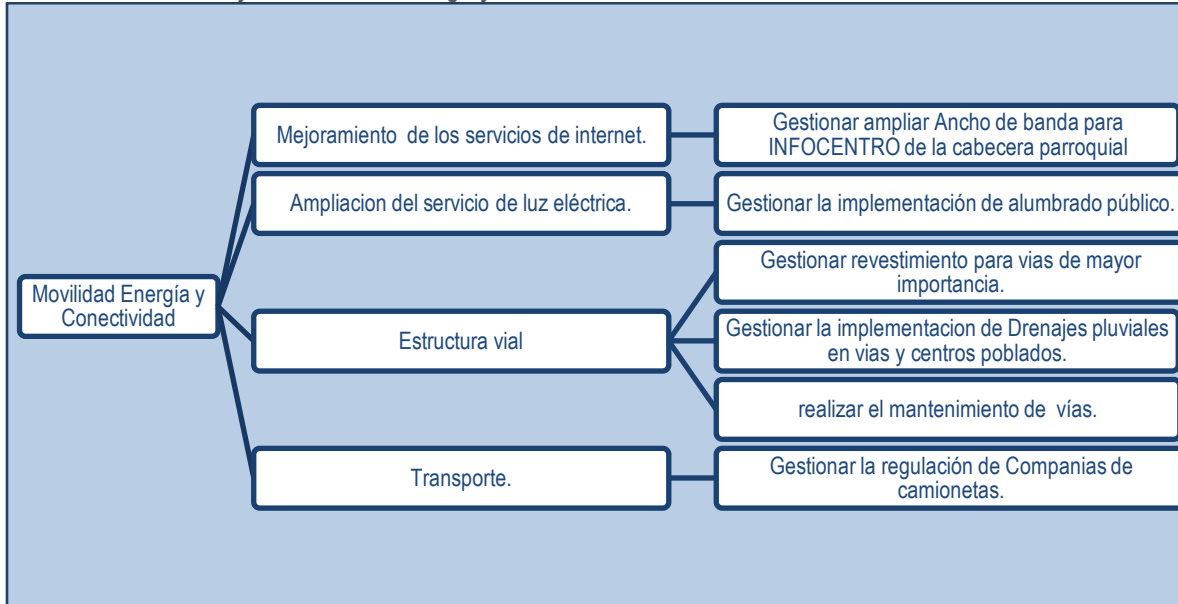 Mejoramiento de los servicios de internet.
Gestionar ampliar Ancho de banda para
INFOCENTRO de la cabecera parroquial
Ampliacion del servicio de luz eléctrica.
Gestionar la implementación de alumbrado público.
Movilidad Energía y
Conectividad
Estructura vial
Gestionar revestimiento para vias de mayor
importancia.
Gestionar la implementacion de Drenajes pluviales
en vias y centros poblados.
realizar el mantenimiento de vías.
Transporte.
Gestionar la regulación de Companias de
camionetas.